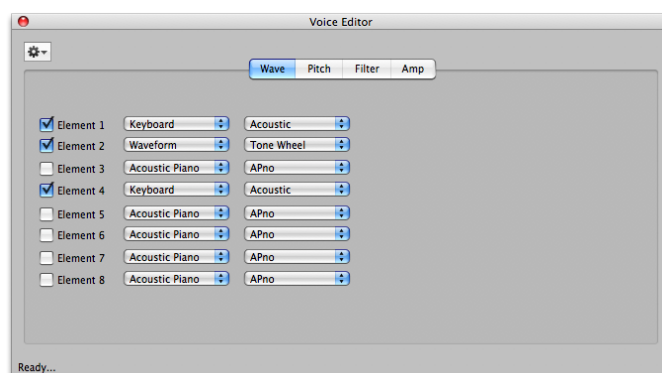 Voice Editor
Wave Pitch Filter Amp
Element 1 Keyboard Acoustic
Element 2 Waveform Tone Wheel
Element 3 Acoustic Piano APno
Element 4 Keyboard Acoustic
Element 5 Acoustic Piano APno
Element 6 Acoustic Piano APno
Element 7 Acoustic Piano APno
Element 8 Acoustic Piano APno
Ready...